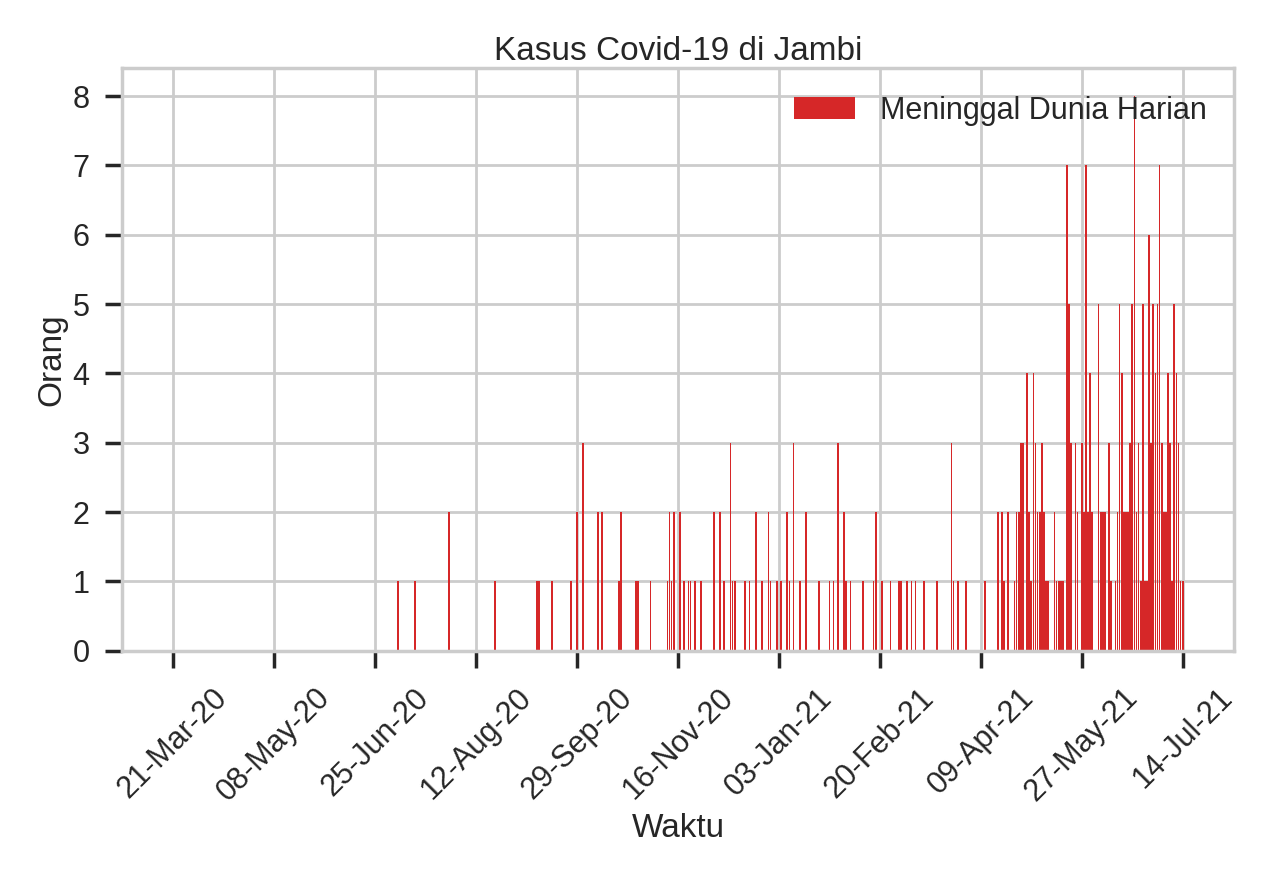 Kasus Covid-19 di Jambi
Meninggal Dunia Harian
8
7
6
5
4
3
2
1
0
Orang
21-Mar-20
08-May-20
25-Jun-20
12-Aug-20
29-Sep-20
16-Nov-20
03-Jan-21
20-Feb-21
09-Apr-21
27-May-21
14-Jul-21
Waktu